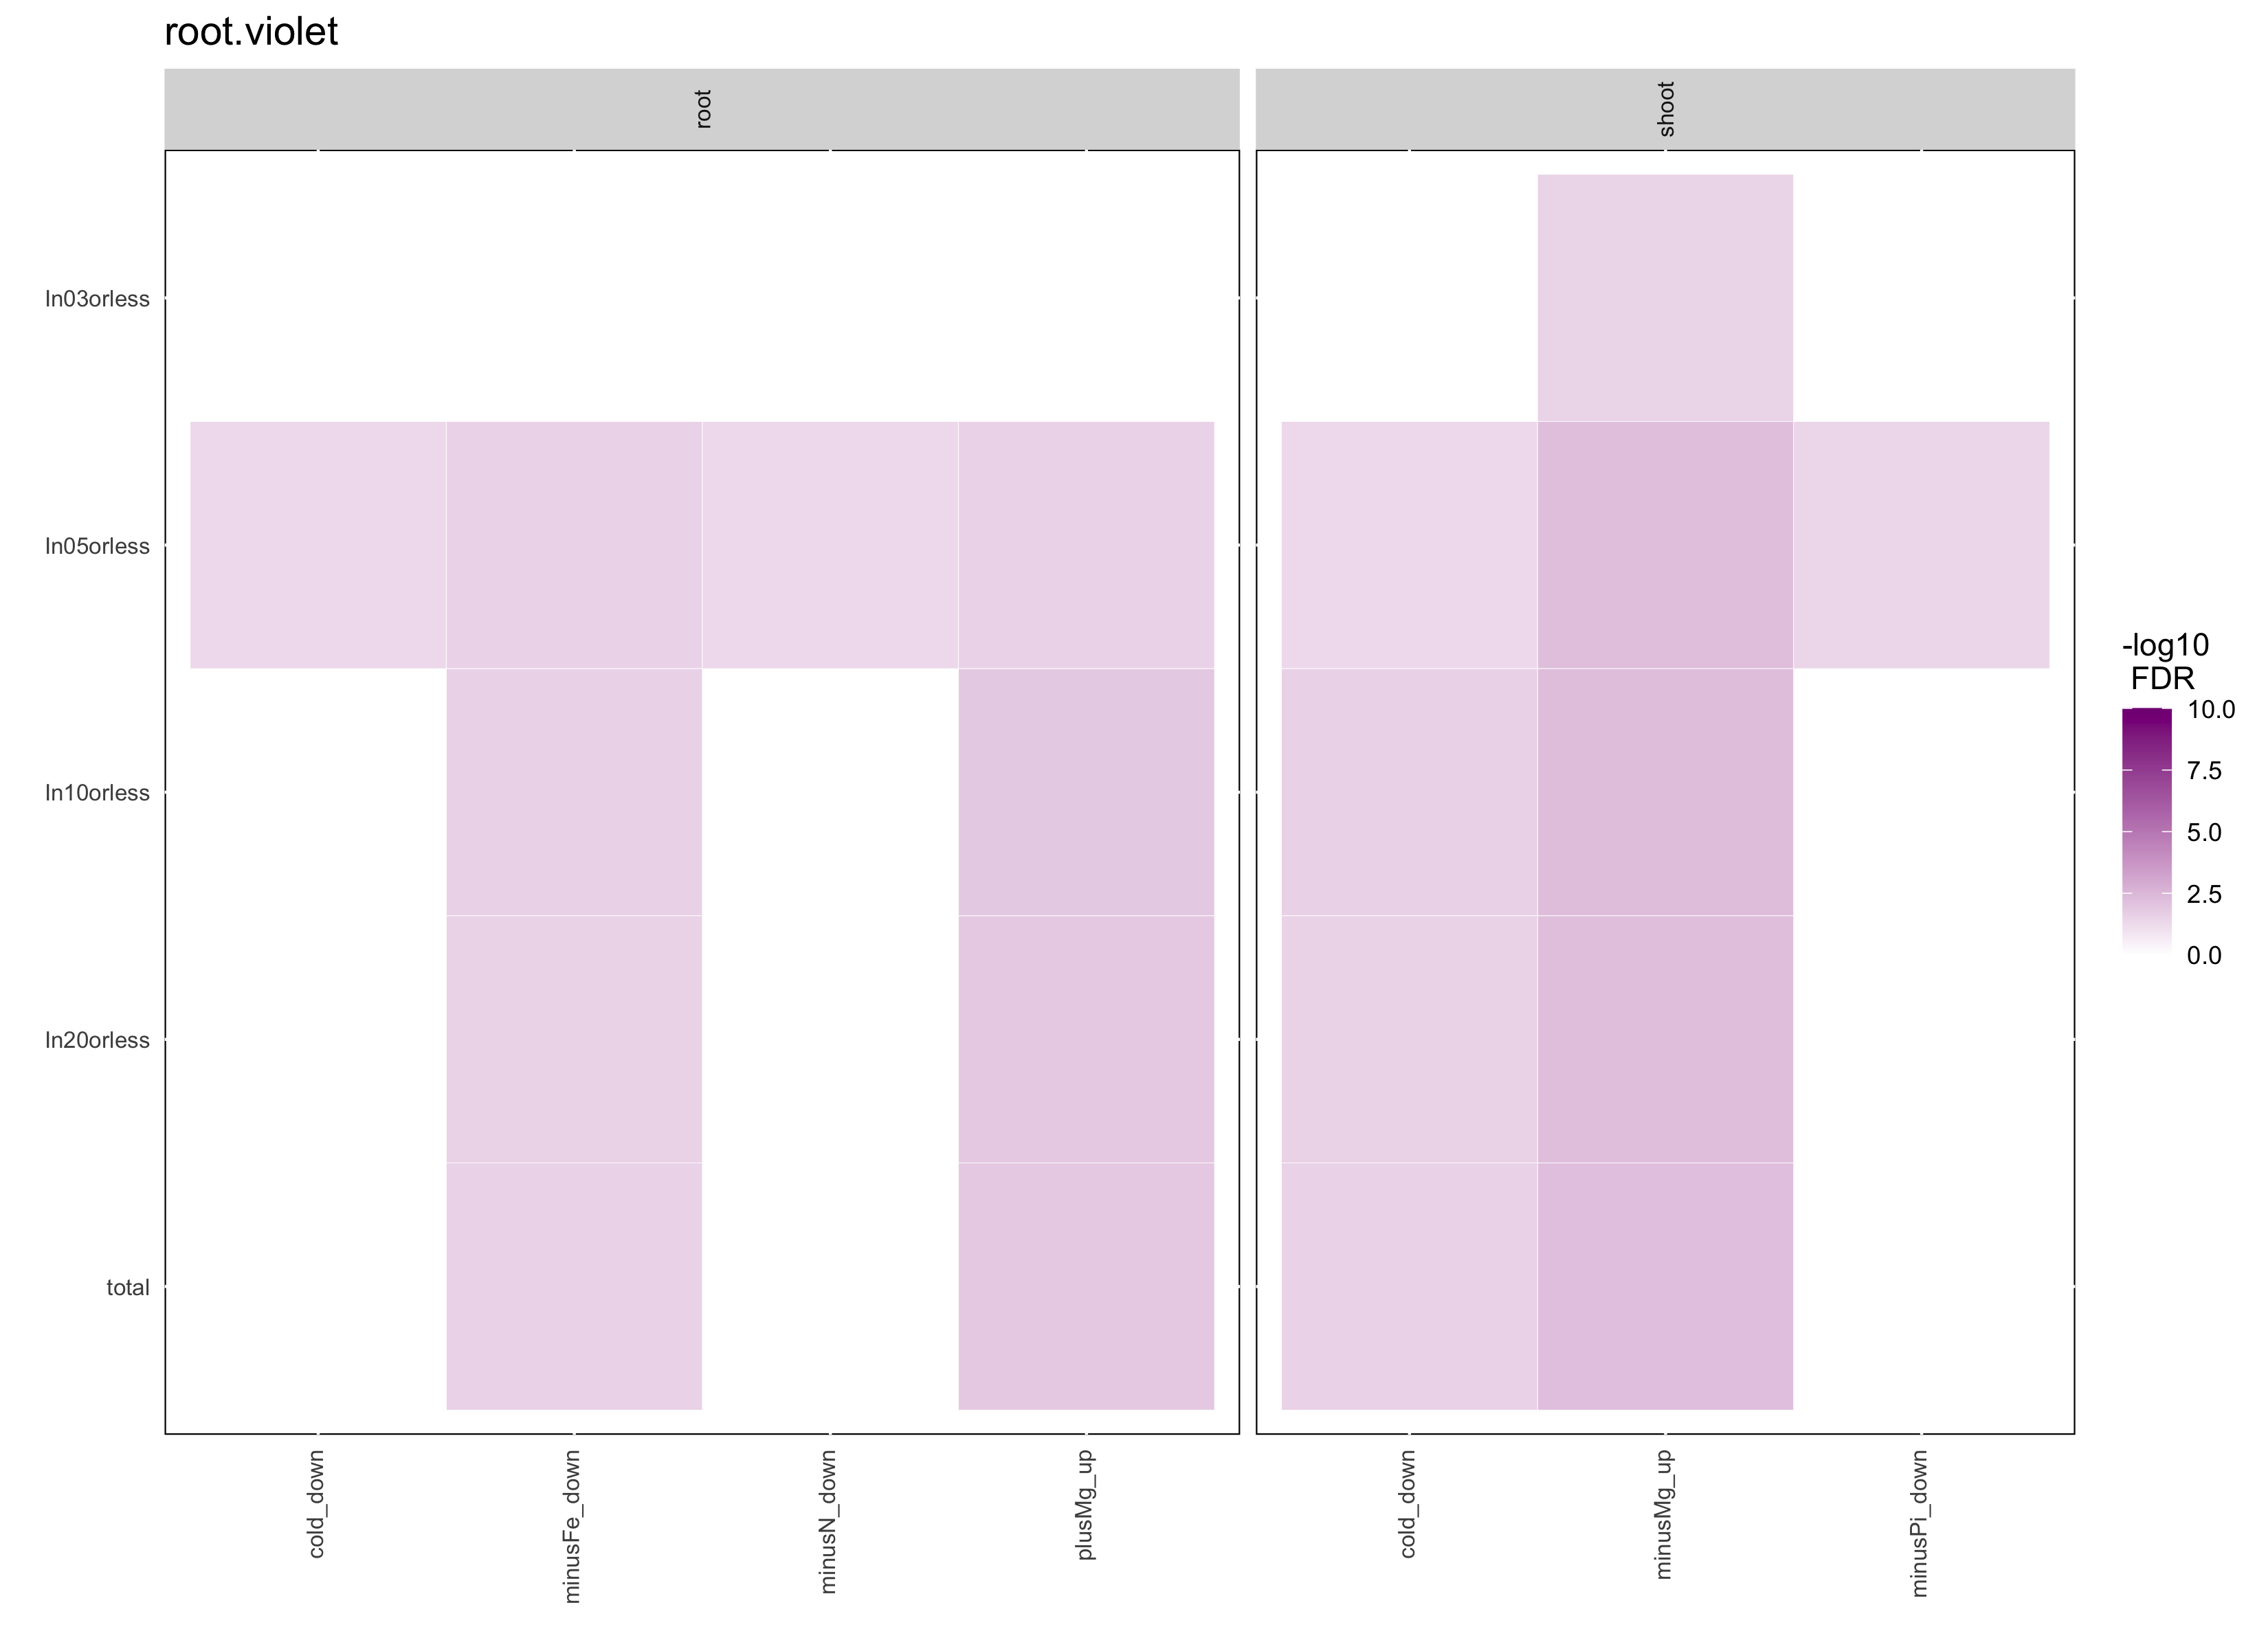 root.violet
root
shoot
In03orless
In05orless
In10orless
In20orless
total
cold_down
minusFe_down
minusN_down
plusMg_up
cold_down
minusMg_up
minusPi_down
-log10
FDR
10.0
7.5
5.0
2.5
0.0